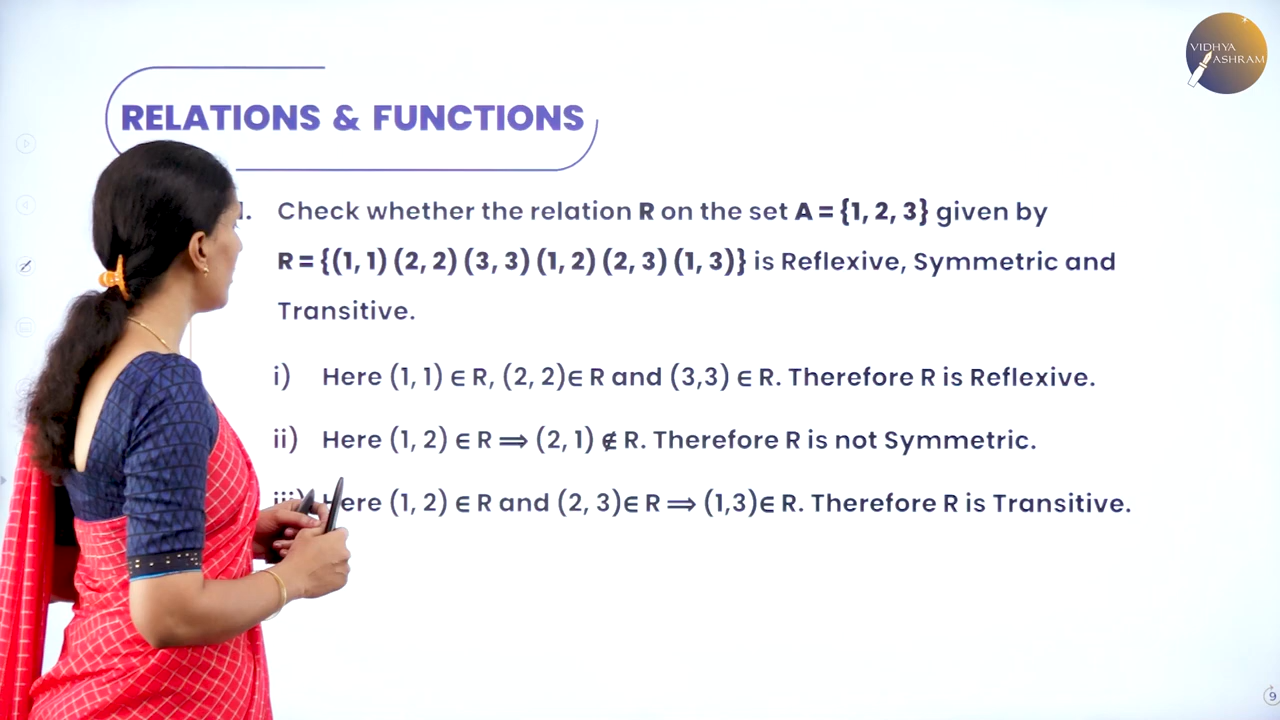 VIDHYA
ASHRAM
RELATIONS & FUNCTIONS
1. Check whether the relation R on the set A = {1, 2, 3} given by
R = {(1, 1) (2, 2) (3, 3) (1, 2) (2, 3) (1, 3)} is Reflexive, Symmetric and
Transitive.
i) Here (1, 1) ∈ R, (2, 2)∈ R and (3,3) ∈ R. Therefore R is Reflexive.
ii) Here (1, 2) ∈ R ⟹ (2, 1) ∉ R. Therefore R is not Symmetric.
iii) Here (1, 2) ∈ R and (2, 3)∈ R ⟹ (1,3)∈ R. Therefore R is Transitive.
9